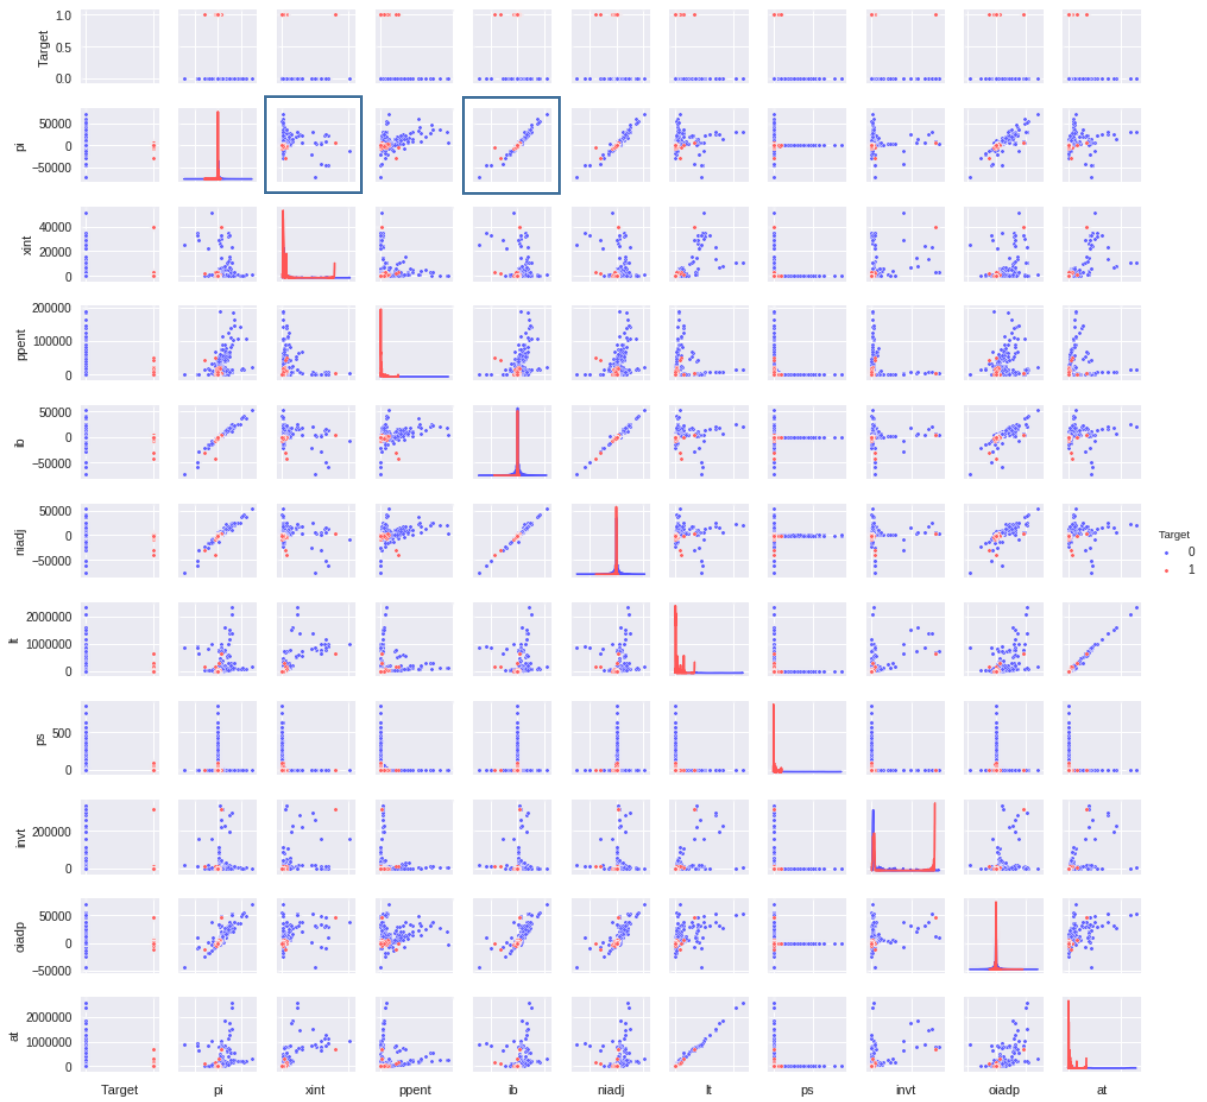 1.0
0.5
0.0
Target
50000
0
−50000
pi
40000
20000
0
xint
200000
100000
0
ppent
50000
0
−50000
ib
50000
0
−50000
niadj
Target
0
1
2000000
1000000
0
lt
500
0
ps
200000
0
invt
50000
0
−50000
oiadp
2000000
1000000
0
at
Target pi xint ppent ib niadj lt ps invt oiadp at